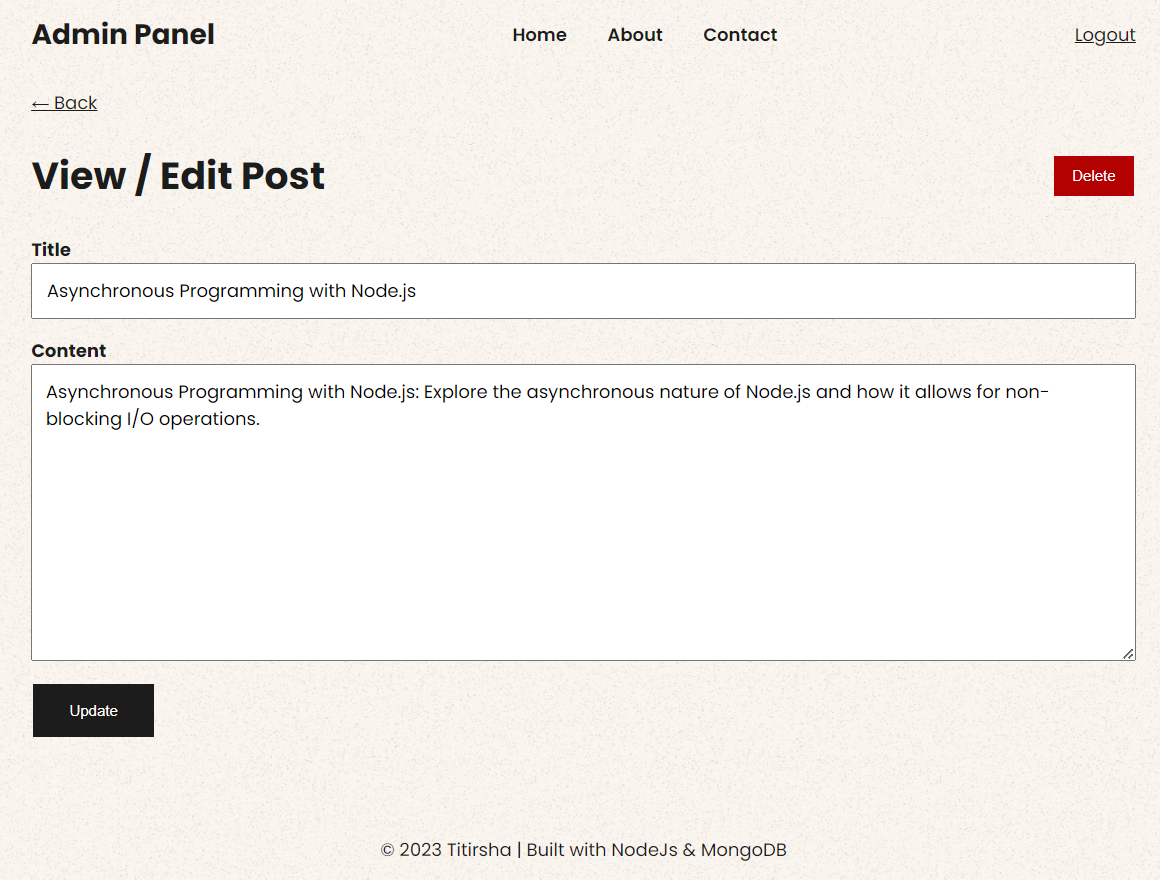 Admin Panel
Home
About
Contact
Logout
← Back
View / Edit Post
Delete
Title
Asynchronous Programming with Node.js
Content
Asynchronous Programming with Node.js: Explore the asynchronous nature of Node.js and how it allows for non-
blocking I/O operations.
Update
© 2023 Titirsha | Built with NodeJs & MongoDB